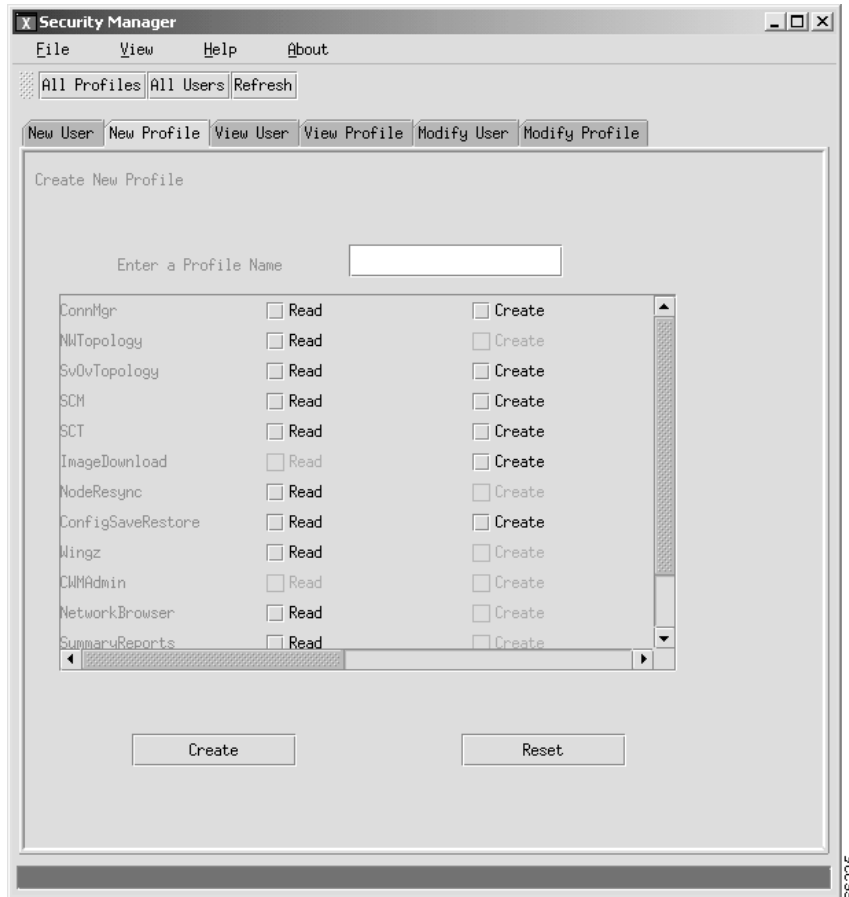 X Security Manager
File View Help About
All Profiles All Users Refresh
New User New Profile View User View Profile Modify User Modify Profile
Create New Profile
Enter a Profile Name
ConnMgr Read Create
NWTopology Read Create
SvOvTopology Read Create
SCM Read Create
SCT Read Create
ImageDownload Read Create
NodeResync Read Create
ConfigSaveRestore Read Create
Wingz Read Create
CWMAdmin Read Create
NetworkBrowser Read Create
SummaryReports Read Create
Create Reset